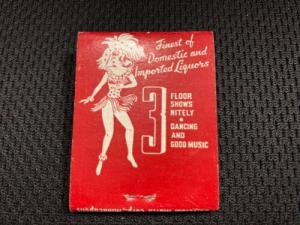 Finest of
Domestic and
Imported Liquors
3
FLOOR
SHOWS
NITELY
•
DANCING
AND
GOOD MUSIC